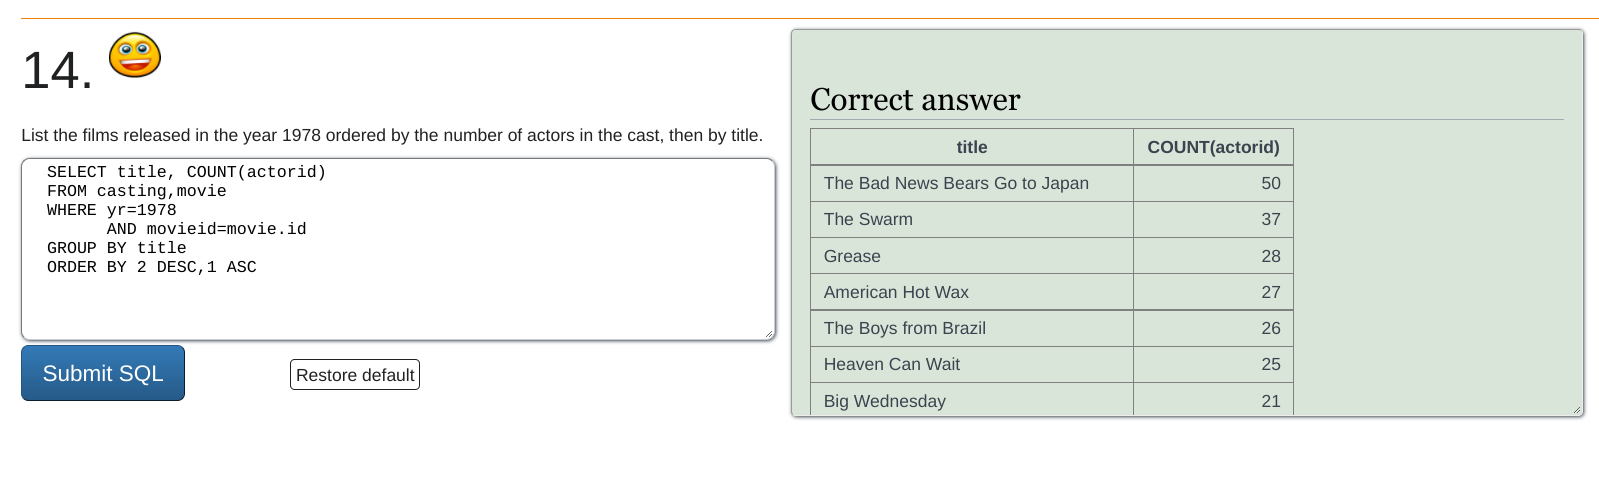 14.
List the films released in the year 1978 ordered by the number of actors in the cast, then by title.
SELECT title, COUNT(actorid)
FROM casting,movie
WHERE yr=1978
      AND movieid=movie.id
GROUP BY title
ORDER BY 2 DESC,1 ASC
Submit SQL
Restore default
Correct answer
title COUNT(actorid)
The Bad News Bears Go to Japan 50
The Swarm 37
Grease 28
American Hot Wax 27
The Boys from Brazil 26
Heaven Can Wait 25
Big Wednesday 21